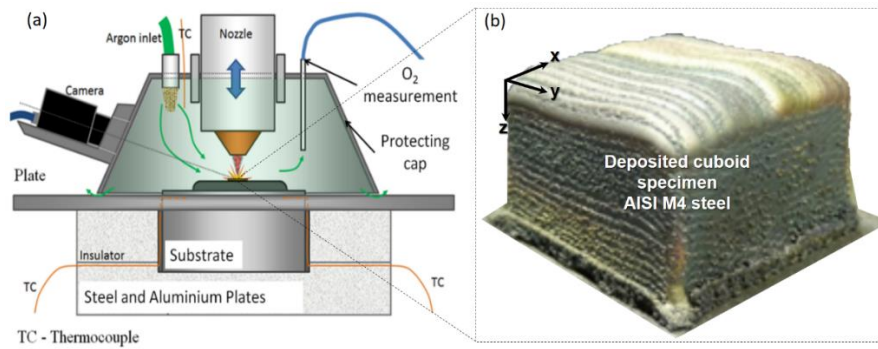 (a)
Argon inlet
TC
Nozzle
O₂
measurement
Camera
Protecting
cap
Plate
Insulator
Substrate
TC
TC
Steel and Aluminium Plates
TC - Thermocouple
(b)
x
y
z
Deposited cuboid
specimen
AISI M4 steel